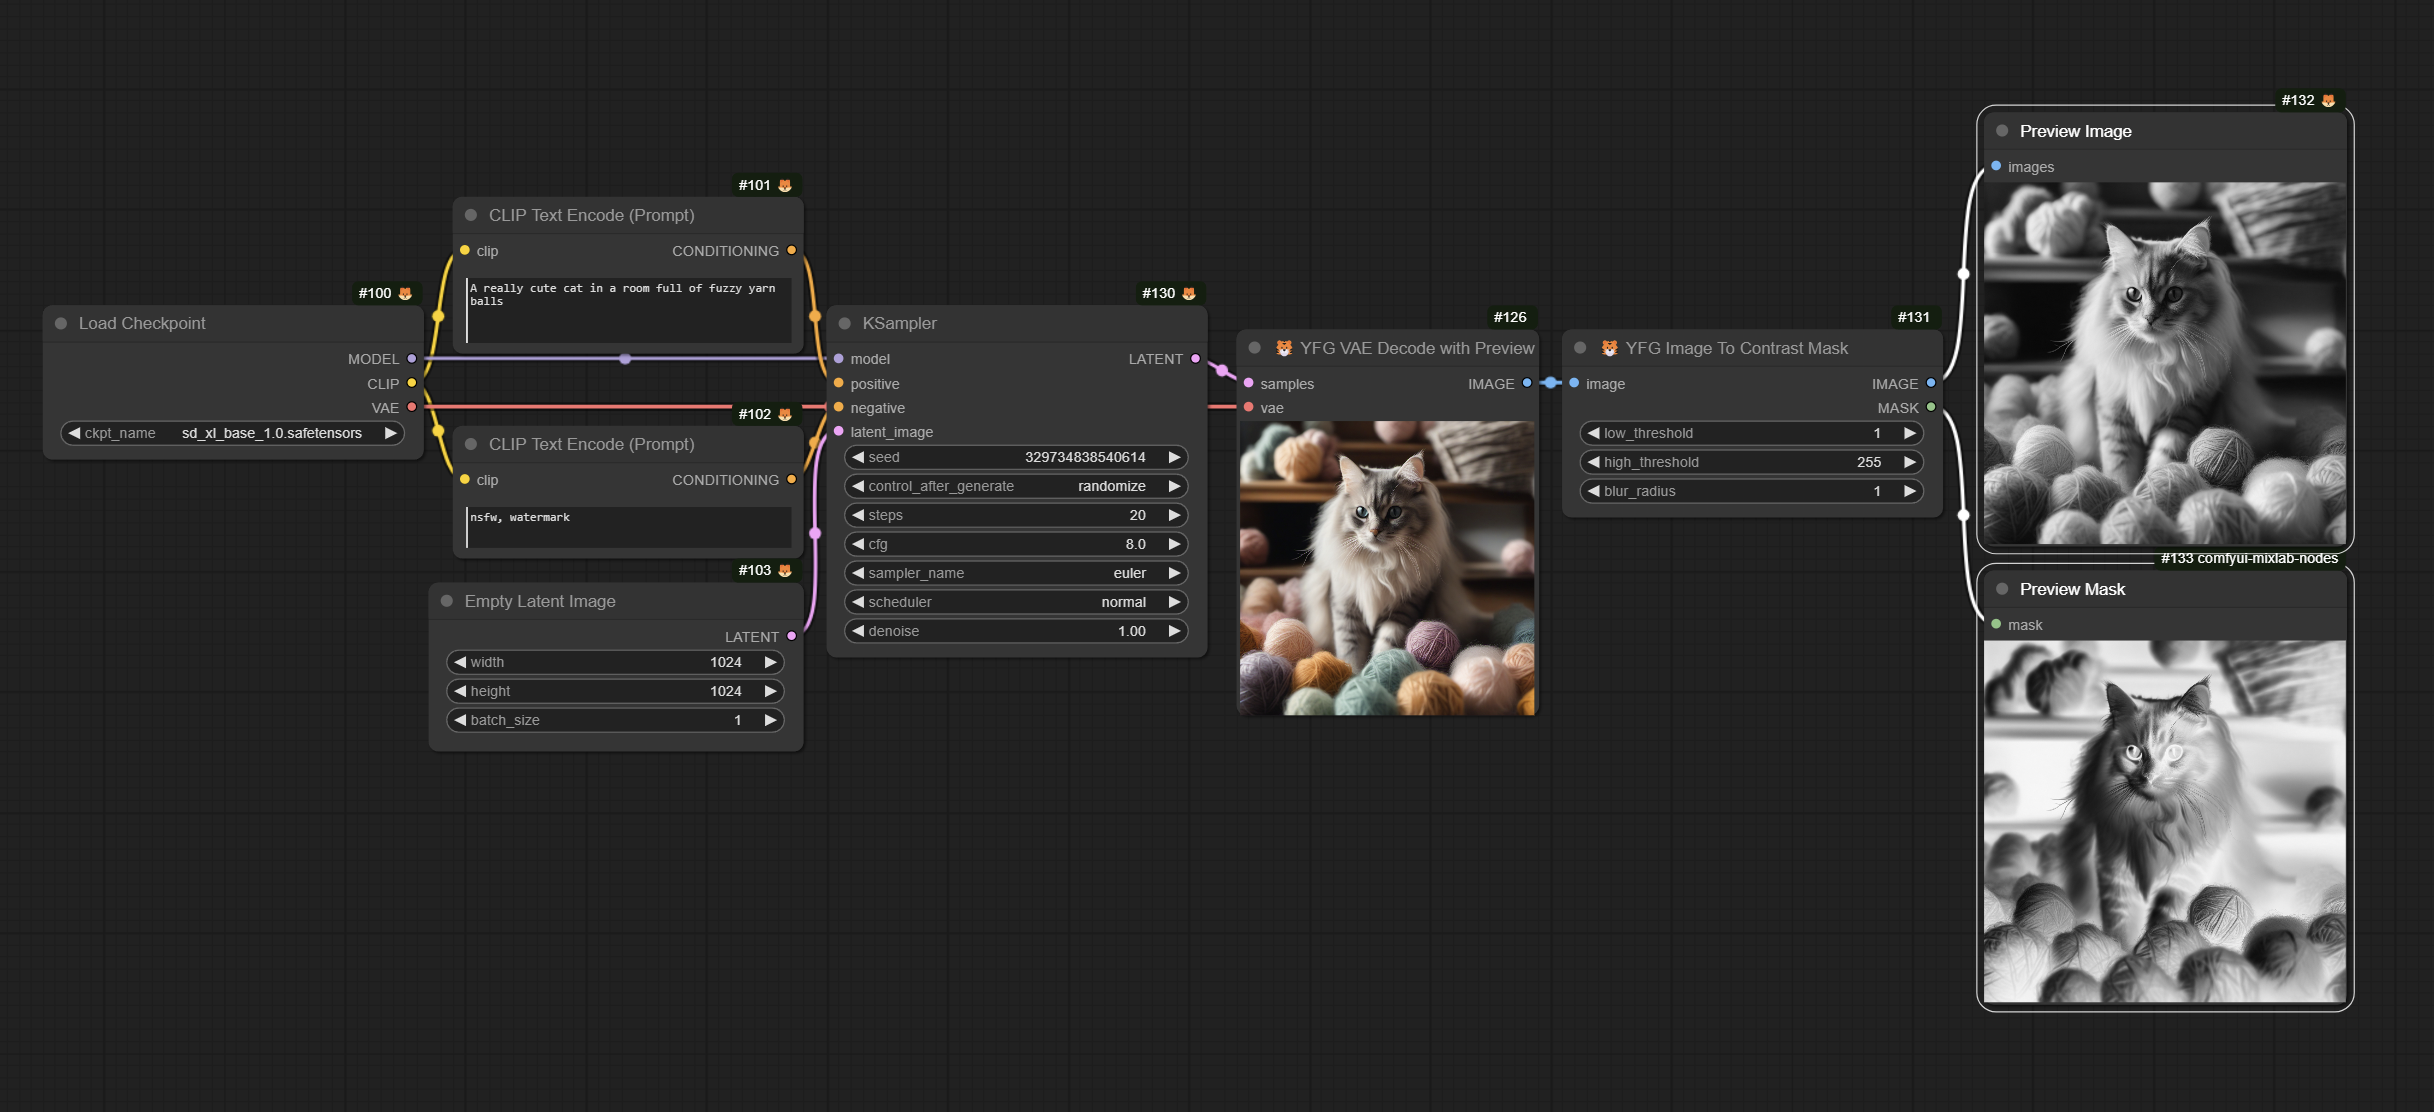 #100
Load Checkpoint
MODEL
CLIP
VAE
ckpt_name sd_xl_base_1.0.safetensors
#101
CLIP Text Encode (Prompt)
clip CONDITIONING
A really cute cat in a room full of fuzzy yarn
balls
#102
CLIP Text Encode (Prompt)
clip CONDITIONING
nsfw, watermark
#103
Empty Latent Image
LATENT
width 1024
height 1024
batch_size 1
#130
KSampler
model LATENT
positive
negative
latent_image
seed 329734838540614
control_after_generate randomize
steps 20
cfg 8.0
sampler_name euler
scheduler normal
denoise 1.00
#126
YFG VAE Decode with Preview
samples IMAGE
vae
#131
YFG Image To Contrast Mask
image IMAGE
MASK
low_threshold 1
high_threshold 255
blur_radius 1
#132
Preview Image
images
#133 comfyui-mixlab-nodes
Preview Mask
mask